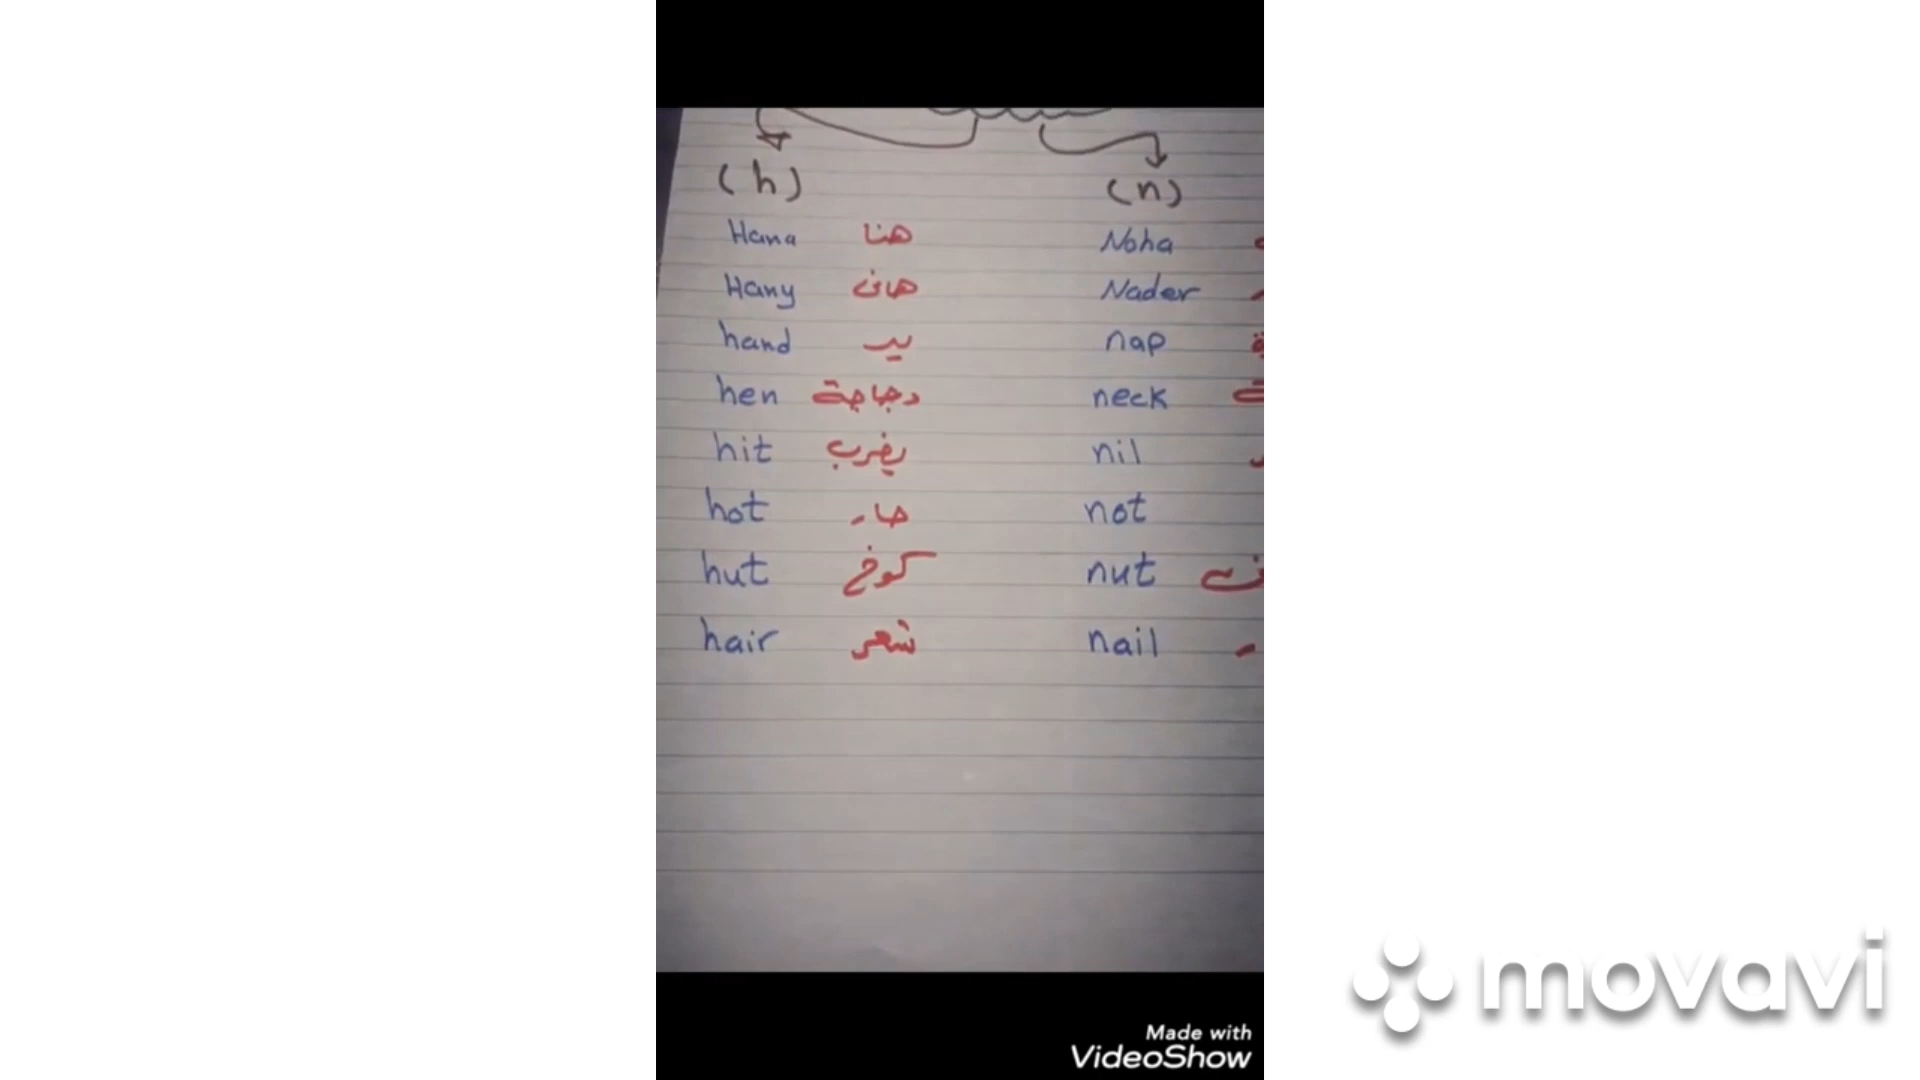 (h) (n)
Hana هنا Noha
Hany هانى Nader
hand يد nap
hen دجاجة neck
hit يضرب nil
hot حار not
hut كوخ nut
hair شعر nail
movavi
Made with
VideoShow